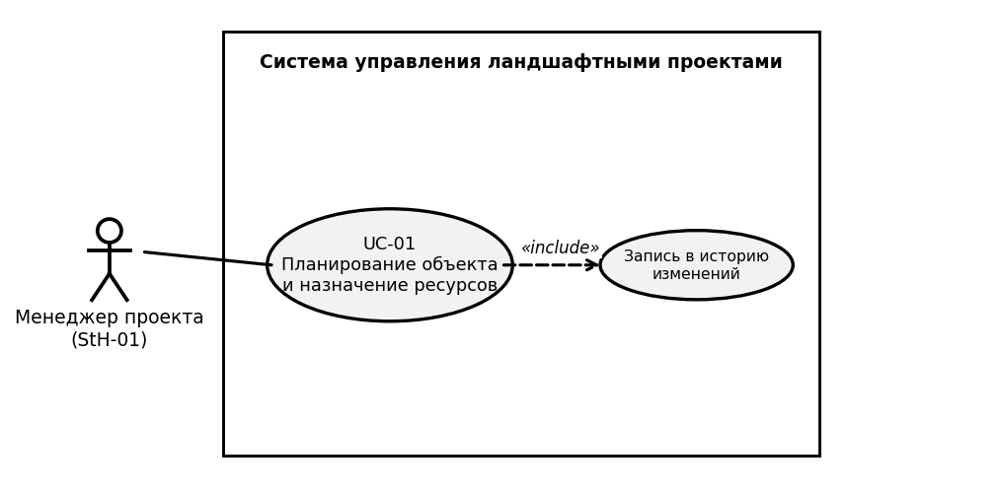 Система управления ландшафтными проектами
UC-01
Планирование объекта
и назначение ресурсов
«include»
Запись в историю
изменений
Менеджер проекта
(StH-01)